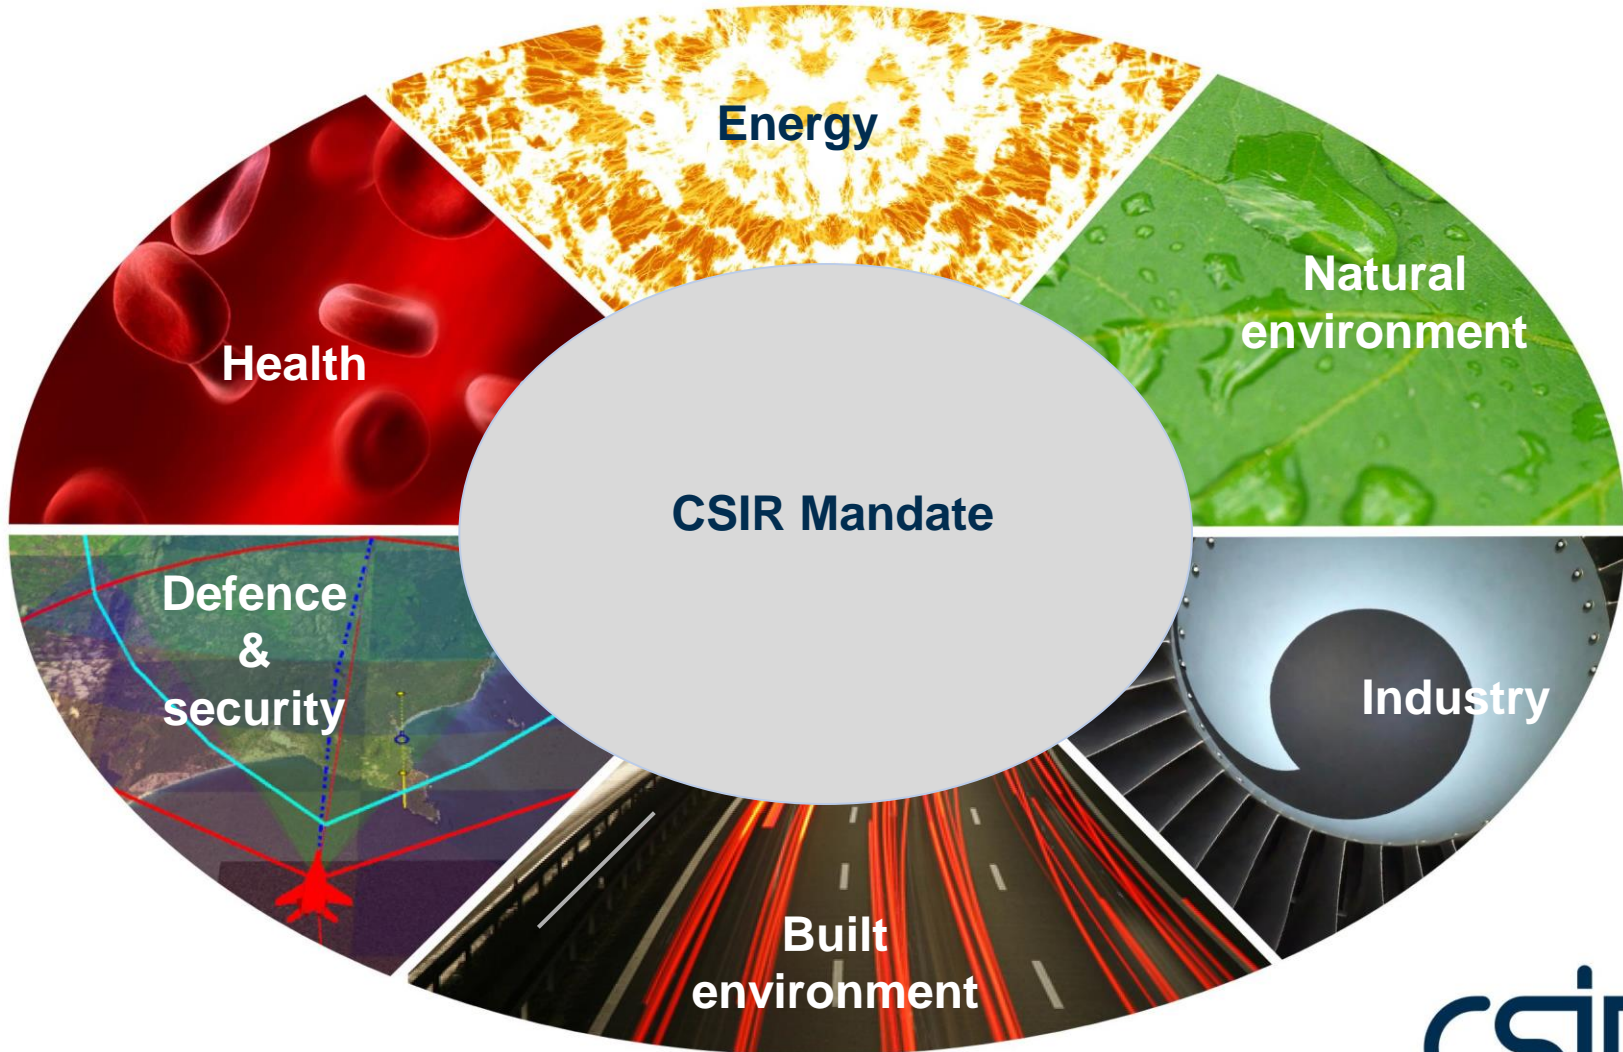 Energy
Natural
environment
Health
CSIR Mandate
Defence
&
security
Industry
Built
environment